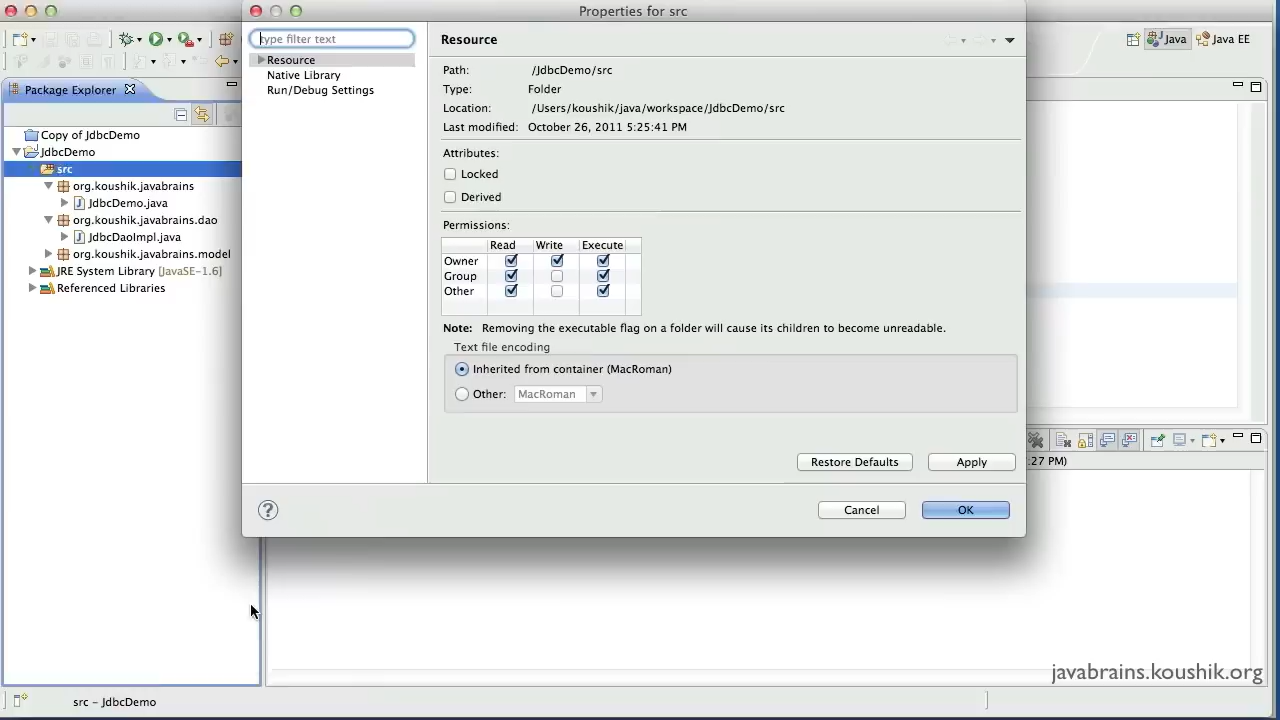 Properties for src
type filter text
Resource
Native Library
Run/Debug Settings
Resource
Path: /JdbcDemo/src
Type: Folder
Location: /Users/koushik/java/workspace/JdbcDemo/src
Last modified: October 26, 2011 5:25:41 PM
Attributes:
Locked
Derived
Permissions:
Read Write Execute
Owner
Group
Other
Note: Removing the executable flag on a folder will cause its children to become unreadable.
Text file encoding
Inherited from container (MacRoman)
Other: MacRoman
Restore Defaults Apply
Cancel OK
Java Java EE
Package Explorer
Copy of JdbcDemo
JdbcDemo
src
org.koushik.javabrains
JdbcDemo.java
org.koushik.javabrains.dao
JdbcDaoImpl.java
org.koushik.javabrains.model
JRE System Library [JavaSE-1.6]
Referenced Libraries
:27 PM)
javabrains.koushik.org
src – JdbcDemo